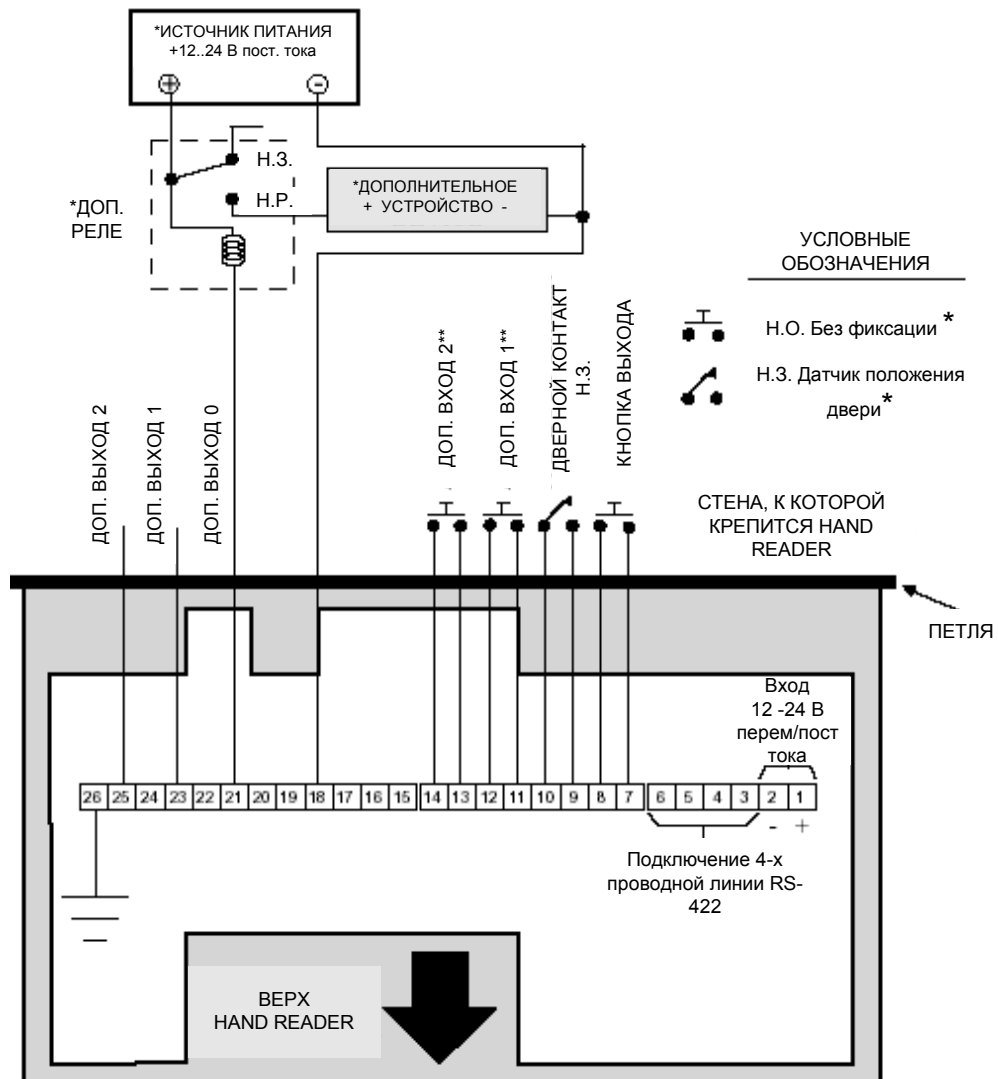 *ИСТОЧНИК ПИТАНИЯ
+12..24 В пост. тока
+ -
Н.З.
Н.Р.
*ДОП.
РЕЛЕ
*ДОПОЛНИТЕЛЬНОЕ
+ УСТРОЙСТВО -
УСЛОВНЫЕ
ОБОЗНАЧЕНИЯ
Н.О. Без фиксации *
Н.З. Датчик положения
двери*
ДОП. ВЫХОД 2
ДОП. ВЫХОД 1
ДОП. ВЫХОД 0
ДОП. ВХОД 2**
ДОП. ВХОД 1**
ДВЕРНОЙ КОНТАКТ
Н.З.
КНОПКА ВЫХОДА
СТЕНА, К КОТОРОЙ
КРЕПИТСЯ HAND
READER
ПЕТЛЯ
Вход
12 -24 В
перем/пост
тока
26 25 24 23 22 21 20 19 18 17 16 15 14 13 12 11 10 9 8 7 6 5 4 3 2 1
- +
Подключение 4-х
проводной линии RS-
422
ВЕРХ
HAND READER